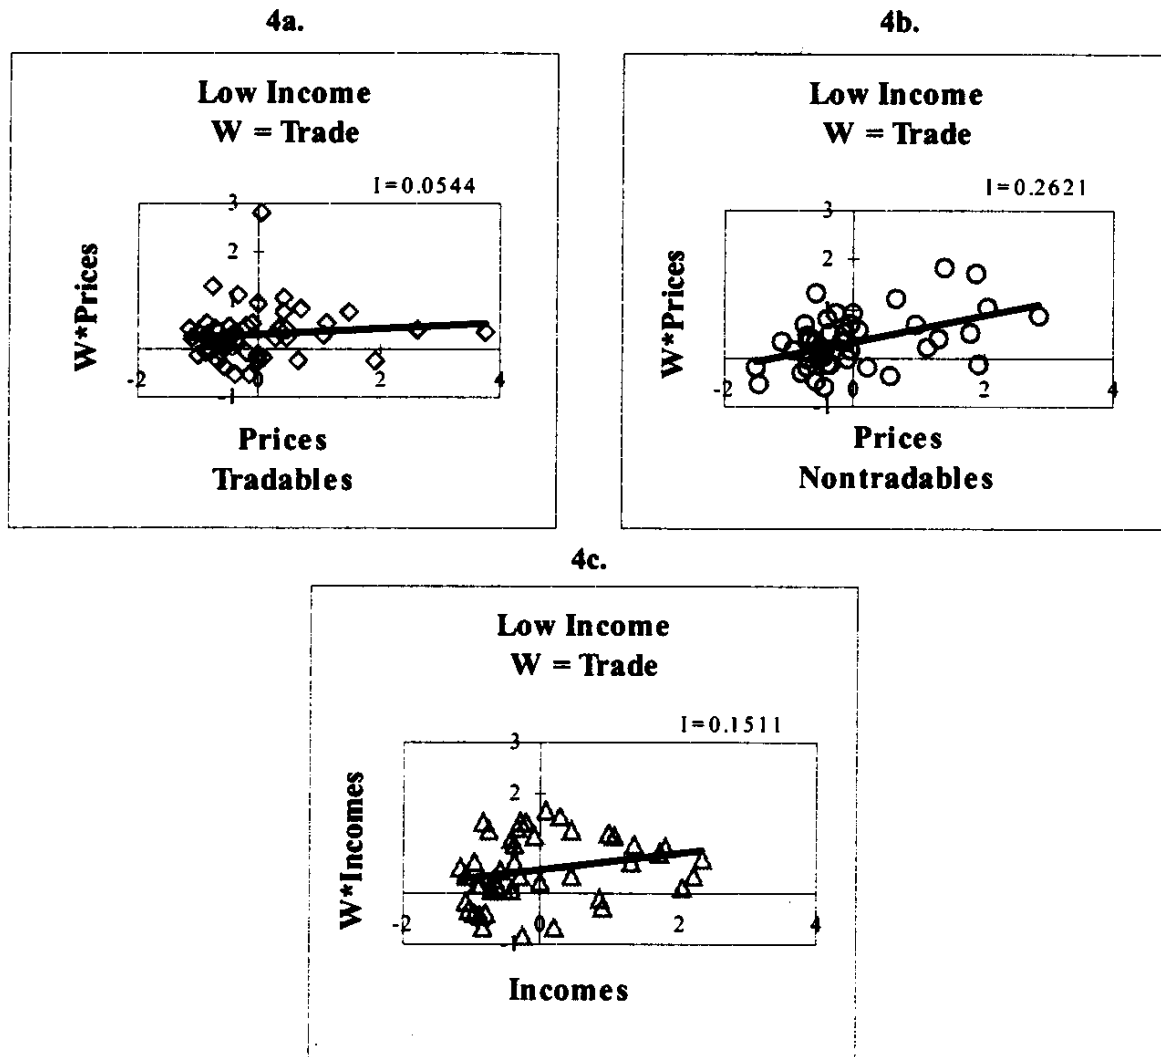 4a.
Low Income
W = Trade
I=0.0544
3
2
1
-2
0
2
4
-1
W*Prices
Prices
Tradables
4b.
Low Income
W = Trade
I=0.2621
3
2
-2
0
2
4
-1
W*Prices
Prices
Nontradables
4c.
Low Income
W = Trade
I=0.1511
3
2
-2
0
2
4
-1
W*Incomes
Incomes